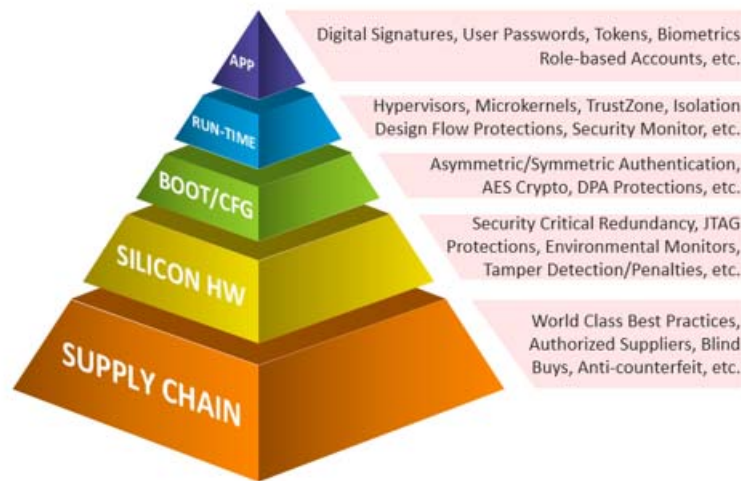 APP
Digital Signatures, User Passwords, Tokens, Biometrics
Role-based Accounts, etc.
RUN-TIME
Hypervisors, Microkernels, TrustZone, Isolation
Design Flow Protections, Security Monitor, etc.
BOOT/CFG
Asymmetric/Symmetric Authentication,
AES Crypto, DPA Protections, etc.
SILICON HW
Security Critical Redundancy, JTAG
Protections, Environmental Monitors,
Tamper Detection/Penalties, etc.
SUPPLY CHAIN
World Class Best Practices,
Authorized Suppliers, Blind
Buys, Anti-counterfeit, etc.